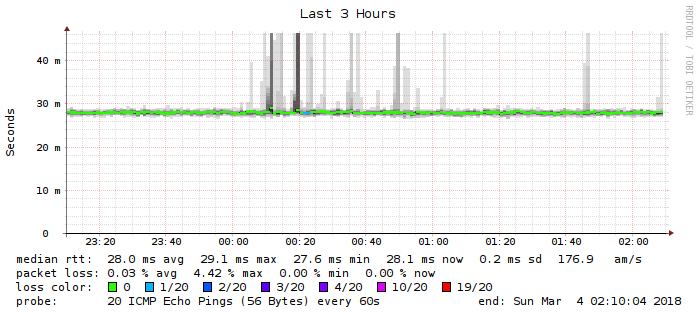 Last 3 Hours
RRDTOOL / TOBI OETIKER
Seconds
40 m
30 m
20 m
10 m
0
23:20 23:40 00:00 00:20 00:40 01:00 01:20 01:40 02:00
median rtt: 28.0 ms avg 29.1 ms max 27.6 ms min 28.1 ms now 0.2 ms sd 176.9 am/s
packet loss: 0.03 % avg 4.42 % max 0.00 % min 0.00 % now
loss color: 0 1/20 2/20 3/20 4/20 10/20 19/20
probe: 20 ICMP Echo Pings (56 Bytes) every 60s end: Sun Mar 4 02:10:04 2018